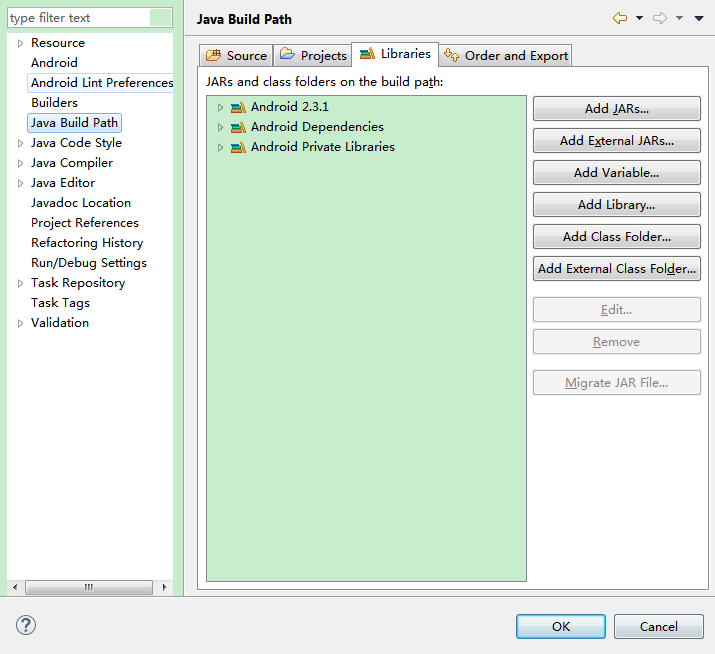 type filter text
Resource
Android
Android Lint Preferences
Builders
Java Build Path
Java Code Style
Java Compiler
Java Editor
Javadoc Location
Project References
Refactoring History
Run/Debug Settings
Task Repository
Task Tags
Validation
Java Build Path
Source Projects Libraries Order and Export
JARs and class folders on the build path:
Android 2.3.1
Android Dependencies
Android Private Libraries
Add JARs...
Add External JARs...
Add Variable...
Add Library...
Add Class Folder...
Add External Class Folder...
Edit...
Remove
Migrate JAR File...
?
OK Cancel